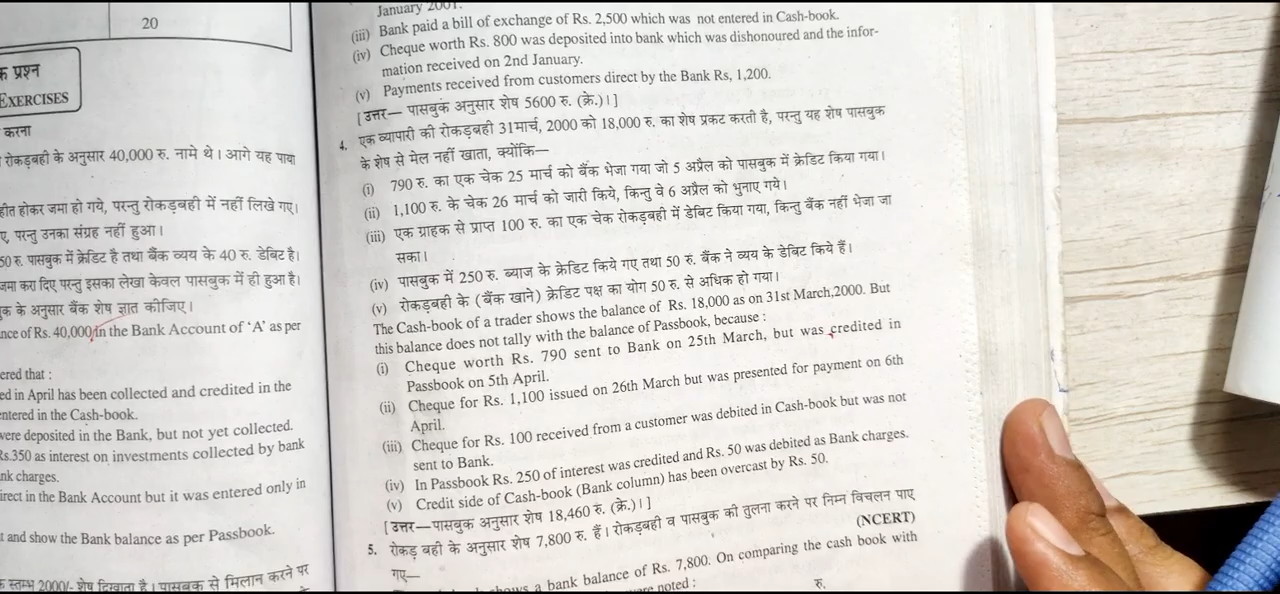 20
क प्रश्न
EXERCISES
करना
रोकड़बही के अनुसार 40,000 रु. नामे थे। आगे यह पाया
हीत होकर जमा हो गये, परन्तु रोकड़बही में नहीं लिखे गए।
ए, परन्तु उनका संग्रह नहीं हुआ।
50 रु. पासबुक में क्रेडिट है तथा बैंक व्यय के 40 रु. डेबिट है।
जमा करा दिए परन्तु इसका लेखा केवल पासबुक में ही हुआ है।
क के अनुसार बैंक शेष ज्ञात कीजिए।
nce of Rs. 40,000 in the Bank Account of ‘A’ as per
ered that :
ed in April has been collected and credited in the
entered in the Cash-book.
were deposited in the Bank, but not yet collected.
Rs.350 as interest on investments collected by bank
nk charges.
irect in the Bank Account but it was entered only in
t and show the Bank balance as per Passbook.
स्तम्भ 2000/- शेष दिखाता है। पासबुक से मिलान करने पर
January 2001.
(iii) Bank paid a bill of exchange of Rs. 2,500 which was not entered in Cash-book.
(iv) Cheque worth Rs. 800 was deposited into bank which was dishonoured and the infor-
mation received on 2nd January.
(v) Payments received from customers direct by the Bank Rs, 1,200.
[उत्तर— पासबुक अनुसार शेष 5600 रु. (क्रे.)।]
4. एक व्यापारी की रोकड़बही 31मार्च, 2000 को 18,000 रु. का शेष प्रकट करती है, परन्तु यह शेष पासबुक
के शेष से मेल नहीं खाता, क्योंकि—
(i) 790 रु. का एक चेक 25 मार्च को बैंक भेजा गया जो 5 अप्रैल को पासबुक में क्रेडिट किया गया।
(ii) 1,100 रु. के चेक 26 मार्च को जारी किये, किन्तु वे 6 अप्रैल को भुनाए गये।
(iii) एक ग्राहक से प्राप्त 100 रु. का एक चेक रोकड़बही में डेबिट किया गया, किन्तु बैंक नहीं भेजा जा
सका।
(iv) पासबुक में 250 रु. ब्याज के क्रेडिट किये गए तथा 50 रु. बैंक ने व्यय के डेबिट किये हैं।
(v) रोकड़बही के (बैंक खाने) क्रेडिट पक्ष का योग 50 रु. से अधिक हो गया।
The Cash-book of a trader shows the balance of Rs. 18,000 as on 31st March,2000. But
this balance does not tally with the balance of Passbook, because :
(i) Cheque worth Rs. 790 sent to Bank on 25th March, but was credited in
Passbook on 5th April.
(ii) Cheque for Rs. 1,100 issued on 26th March but was presented for payment on 6th
April.
(iii) Cheque for Rs. 100 received from a customer was debited in Cash-book but was not
sent to Bank.
(iv) In Passbook Rs. 250 of interest was credited and Rs. 50 was debited as Bank charges.
(v) Credit side of Cash-book (Bank column) has been overcast by Rs. 50.
[उत्तर—पासबुक अनुसार शेष 18,460 रु. (क्रे.)।]
5. रोकड़ बही के अनुसार शेष 7,800 रु. हैं। रोकड़बही व पासबुक की तुलना करने पर निम्न विचलन पाए
गए—
(NCERT)
shows a bank balance of Rs. 7,800. On comparing the cash book with
were noted :
रु.